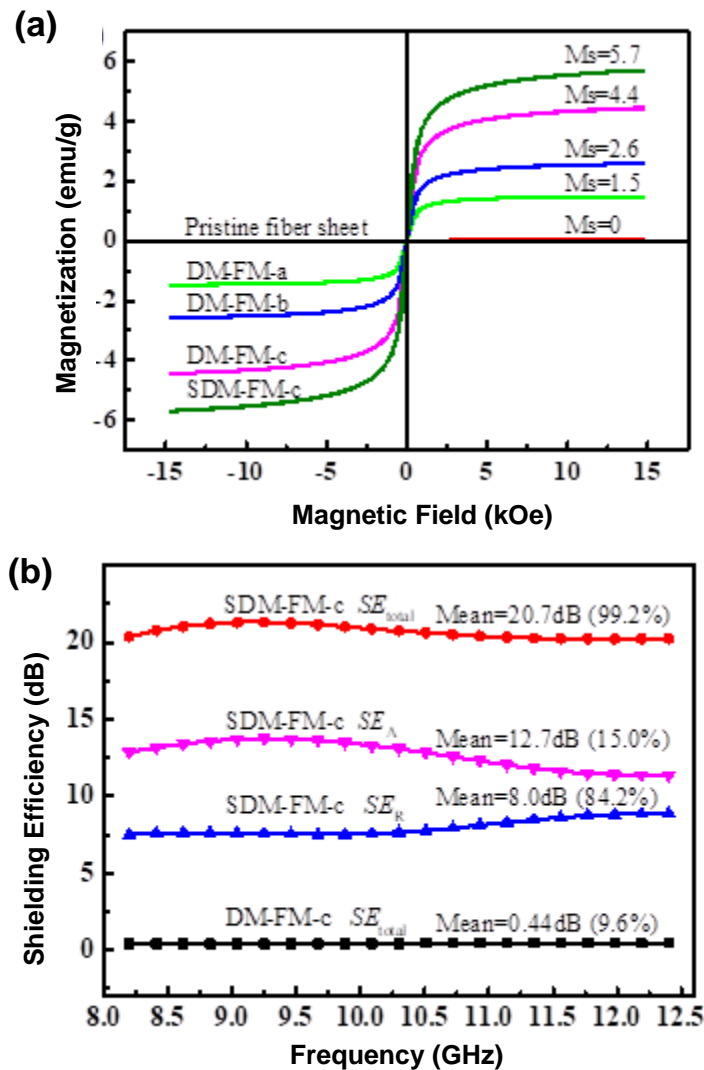 (a)
Magnetization (emu/g)
6
4
2
0
-2
-4
-6
Ms=5.7
Ms=4.4
Ms=2.6
Ms=1.5
Ms=0
Pristine fiber sheet
DM-FM-a
DM-FM-b
DM-FM-c
SDM-FM-c
-15 -10 -5 0 5 10 15
Magnetic Field (kOe)
(b)
Shielding Efficiency (dB)
20
15
10
5
0
SDM-FM-c SEtotal Mean=20.7dB (99.2%)
SDM-FM-c SEA Mean=12.7dB (15.0%)
SDM-FM-c SER Mean=8.0dB (84.2%)
DM-FM-c SEtotal Mean=0.44dB (9.6%)
8.0 8.5 9.0 9.5 10.0 10.5 11.0 11.5 12.0 12.5
Frequency (GHz)